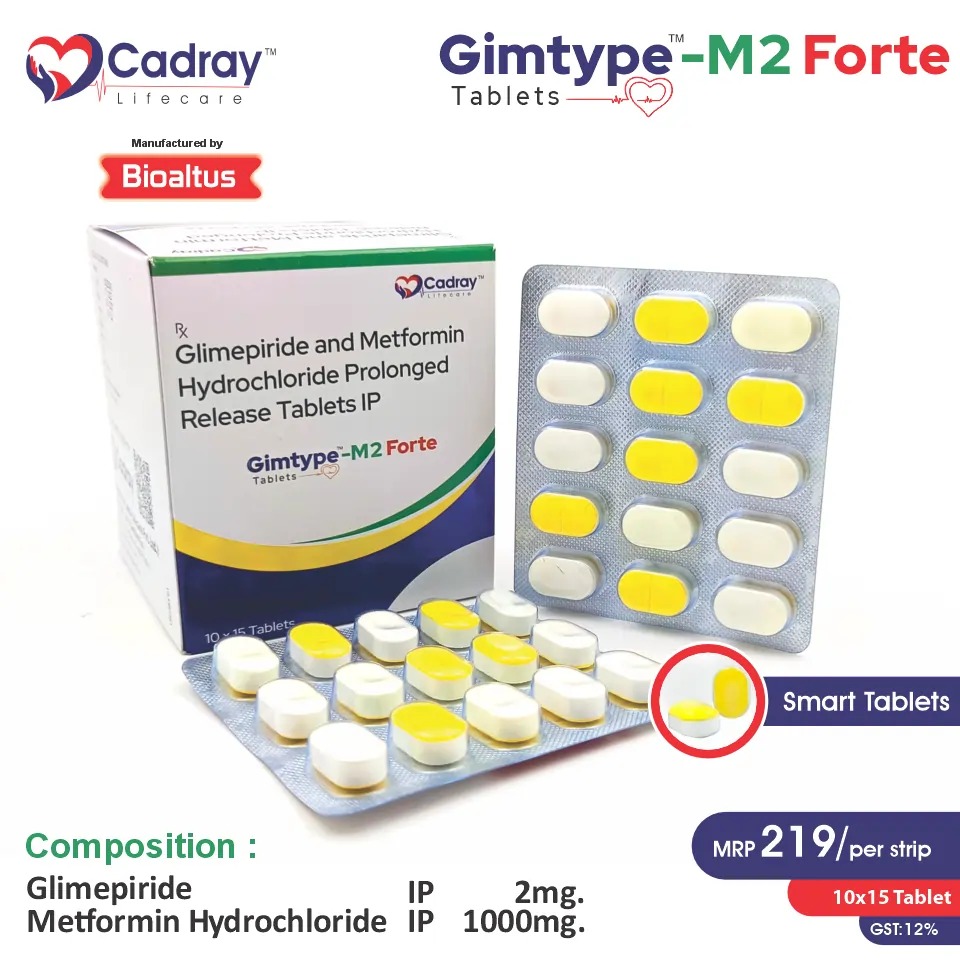 Cadray™
Lifecare
Gimtype™-M2 Forte
Tablets
Manufactured by
Bioaltus
Cadray™
Lifecare
Rx
Glimepiride and Metformin
Hydrochloride Prolonged
Release Tablets IP
Gimtype™-M2 Forte
Tablets
10 x 15 Tablets
Smart Tablets
Composition :
Glimepiride IP 2mg.
Metformin Hydrochloride IP 1000mg.
MRP 219/per strip
10x15 Tablet
GST:12%